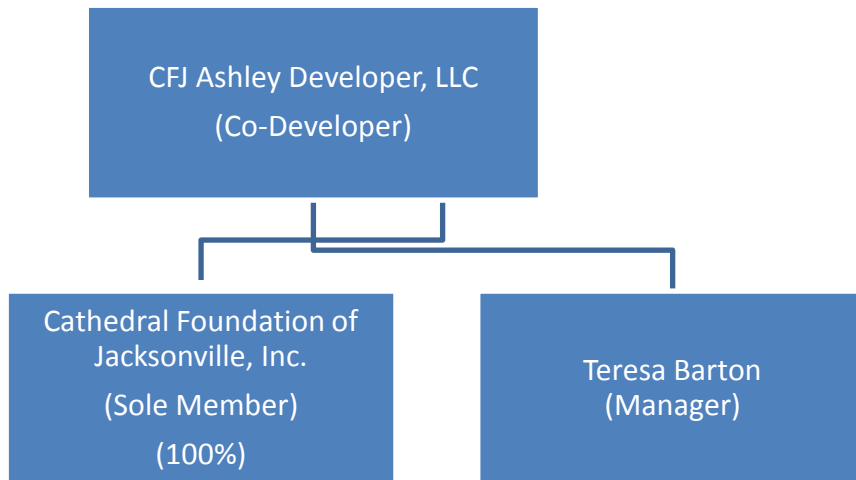 CFJ Ashley Developer, LLC
(Co-Developer)
Cathedral Foundation of
Jacksonville, Inc.
(Sole Member)
(100%)
Teresa Barton
(Manager)